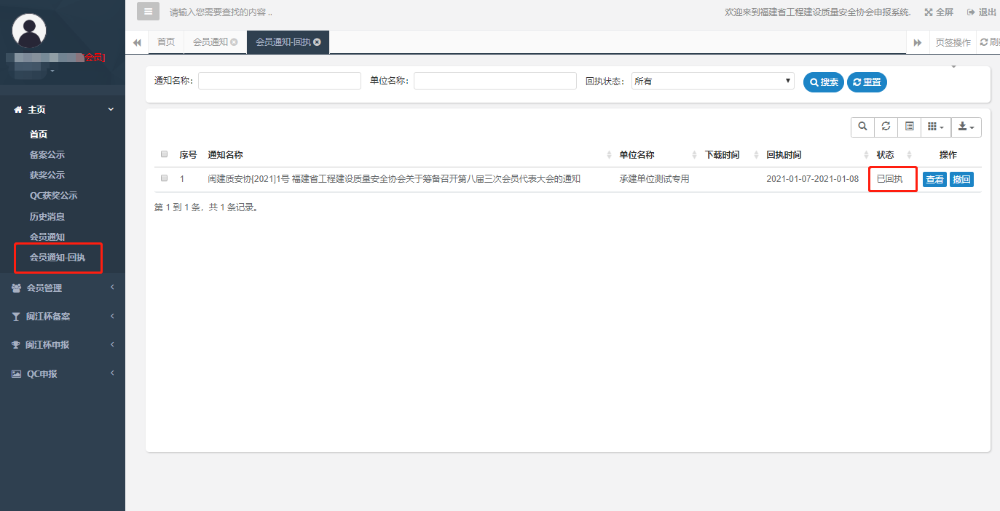 请输入您需要查找的内容 ..
欢迎来到福建省工程建设质量安全协会申报系统. 全屏 退出
[会员]
首页 会员通知 会员通知-回执 页签操作
通知名称： 单位名称： 回执状态： 所有 搜索 重置
主页
首页
备案公示
获奖公示
QC获奖公示
历史消息
会员通知
会员通知-回执
会员管理
闽江杯备案
闽江杯申报
QC申报
序号 通知名称 单位名称 下载时间 回执时间 状态 操作
1 闽建质安协[2021]1号 福建省工程建设质量安全协会关于筹备召开第八届三次会员代表大会的通知 承建单位测试专用 2021-01-07-2021-01-08 已回执 查看 撤回
第 1 到 1 条，共 1 条记录。